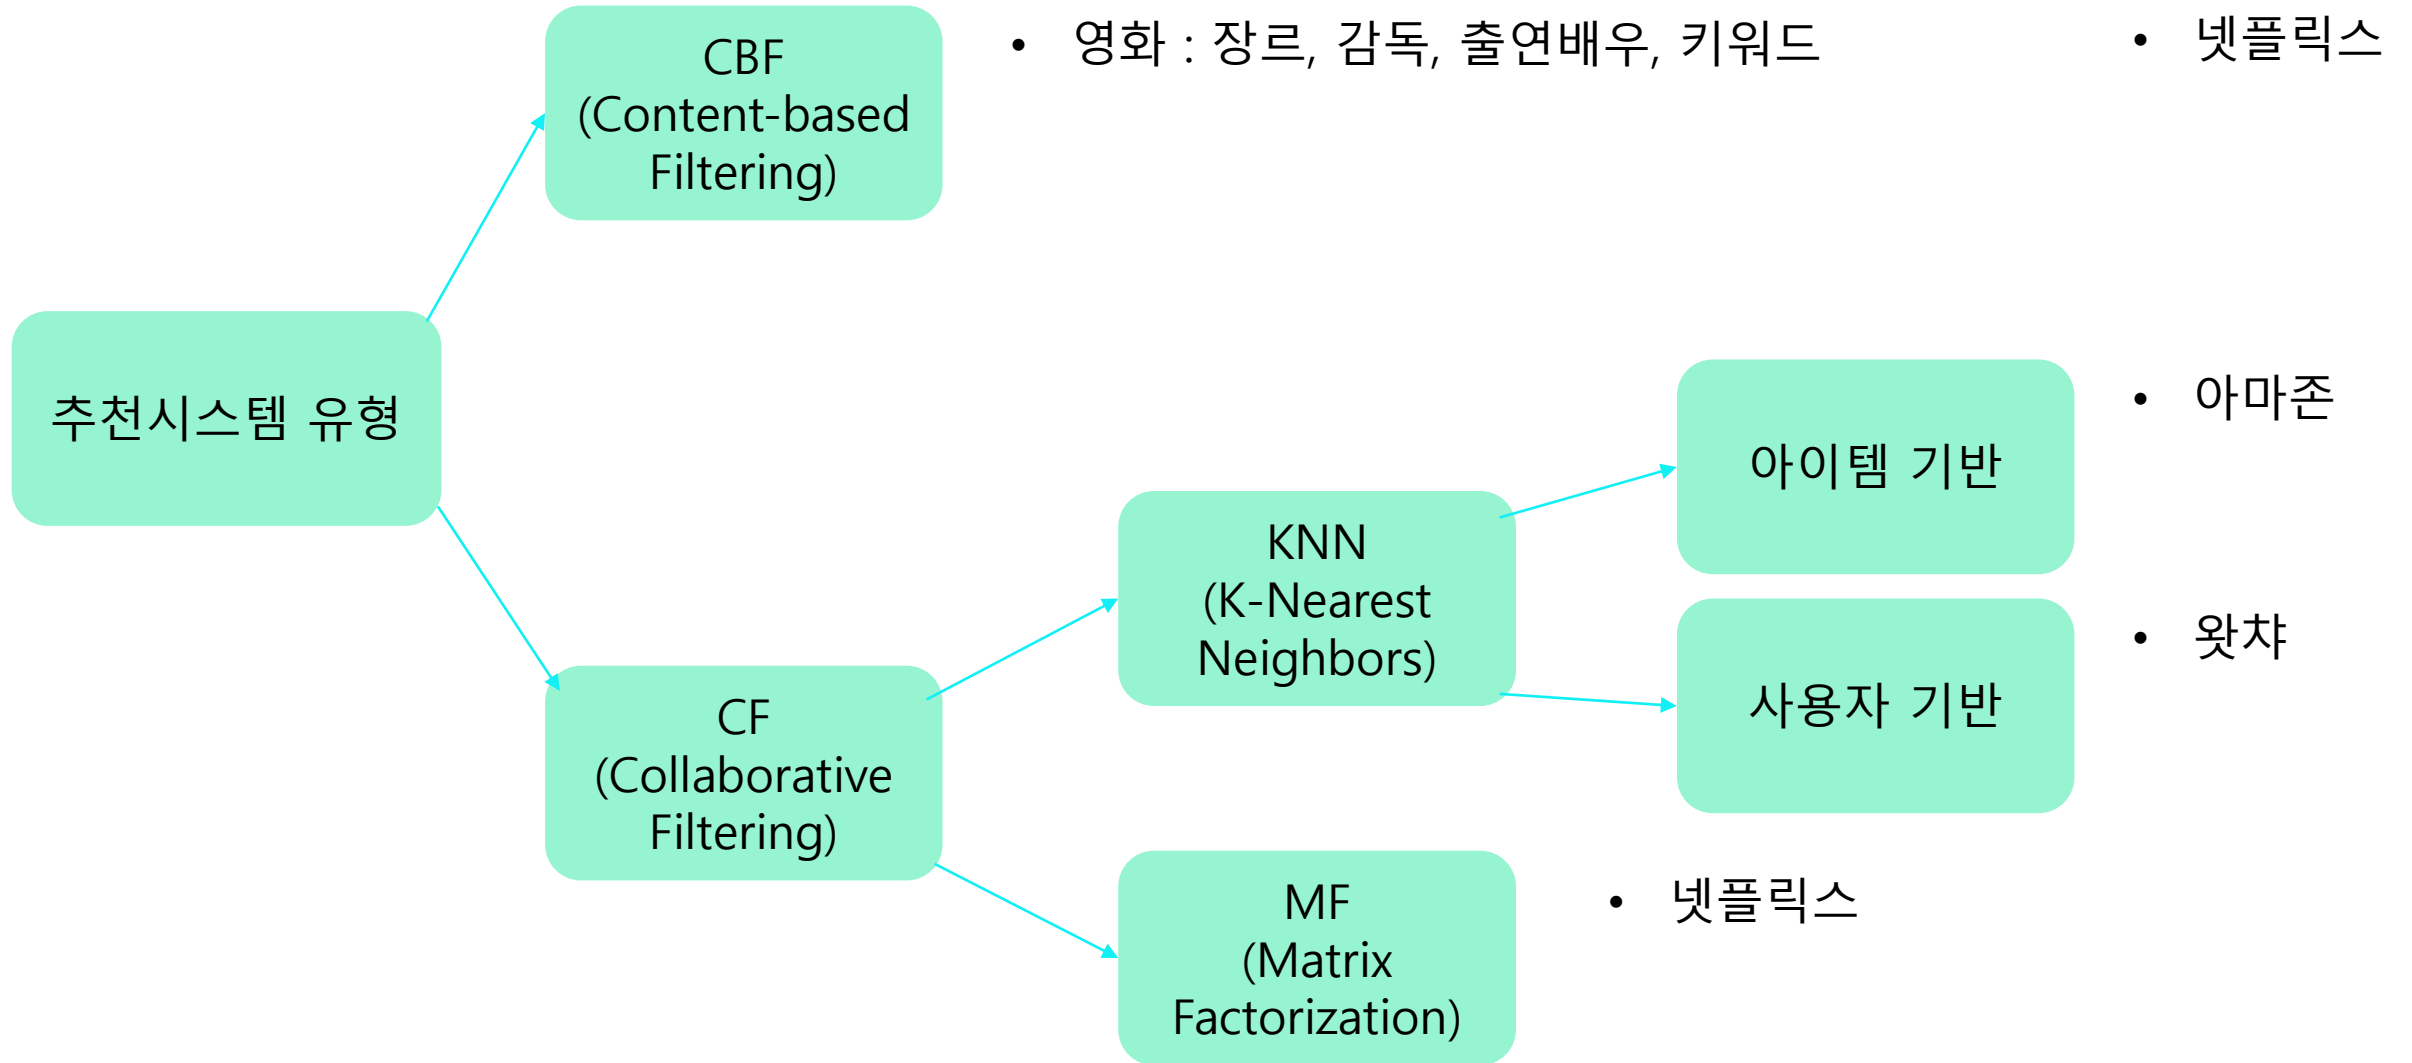 CBF
(Content-based
Filtering)
• 영화 : 장르, 감독, 출연배우, 키워드
• 넷플릭스
추천시스템 유형
아이템 기반
• 아마존
KNN
(K-Nearest
Neighbors)
사용자 기반
• 왓챠
CF
(Collaborative
Filtering)
MF
(Matrix
Factorization)
• 넷플릭스